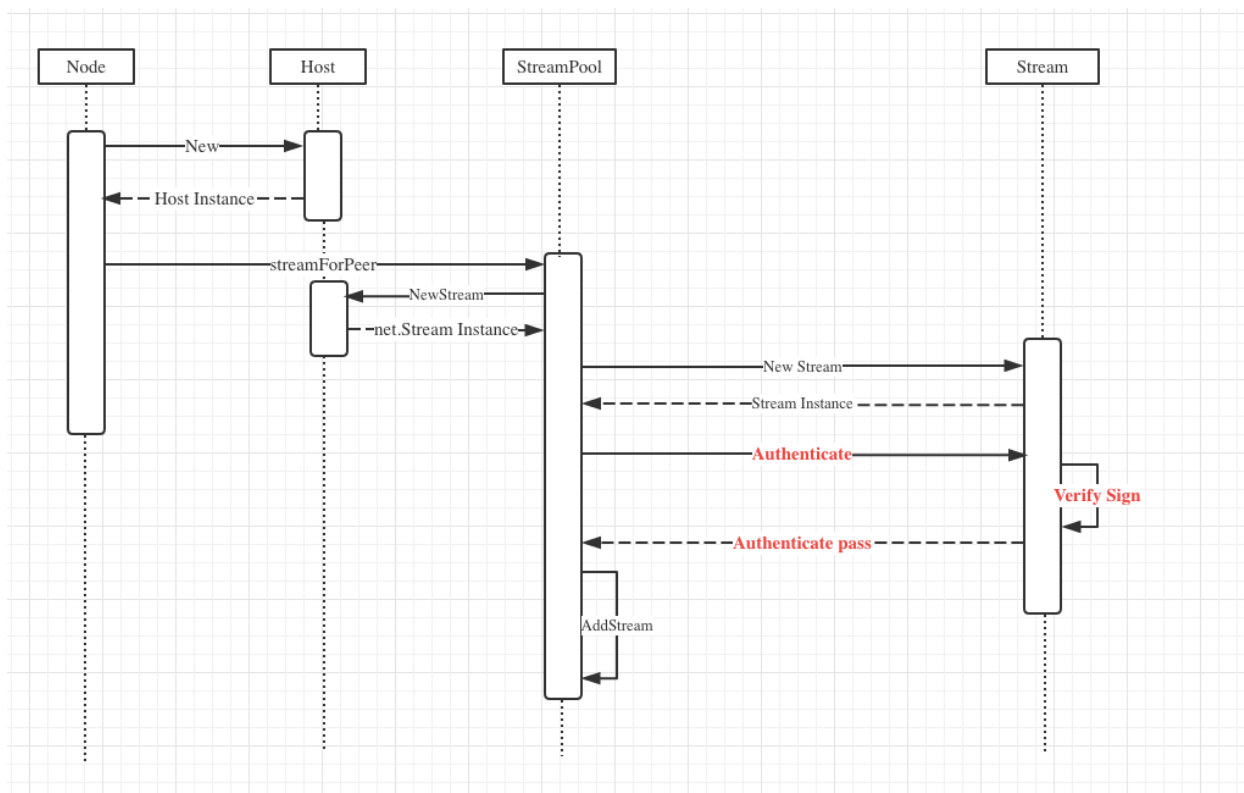 Node
Host
StreamPool
Stream
New
Host Instance
streamForPeer
NewStream
net.Stream Instance
New Stream
Stream Instance
Authenticate
Verify Sign
Authenticate pass
AddStream